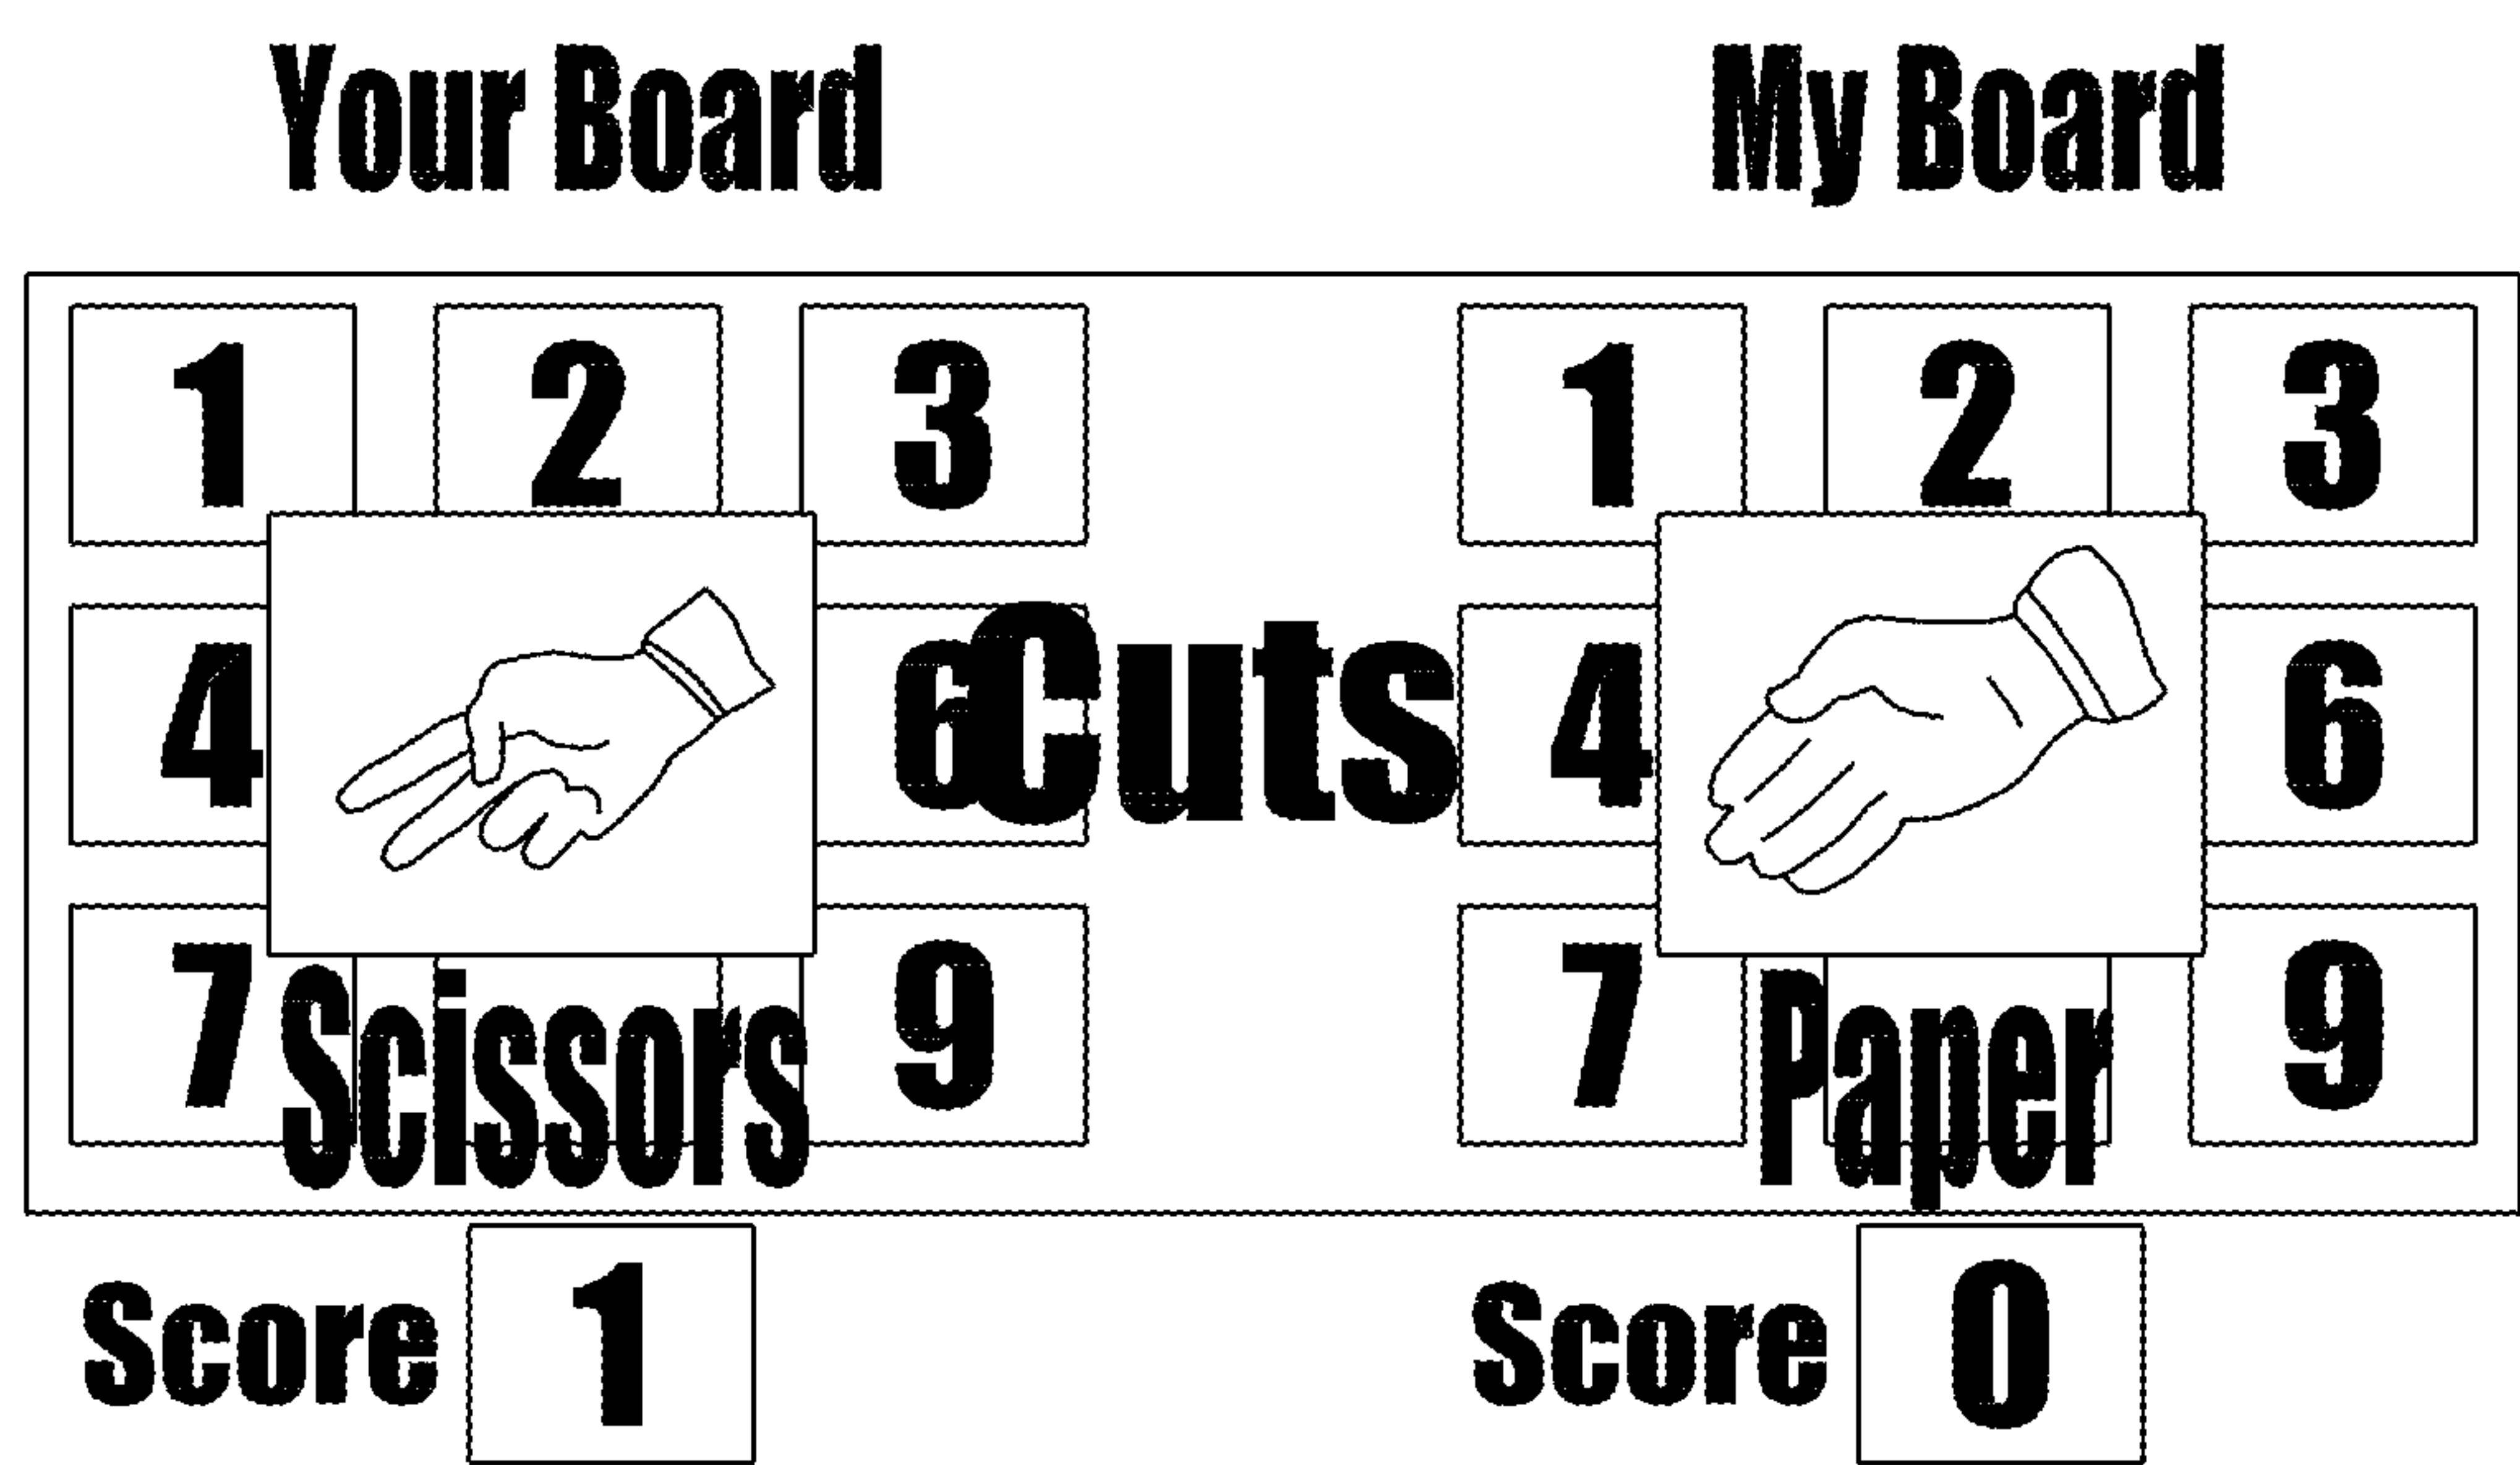 Your Board My Board
1 2 3 1 2 3
4 6 Cuts 4 6
7 Scissors 9 7 Paper 9
Score 1 Score 0